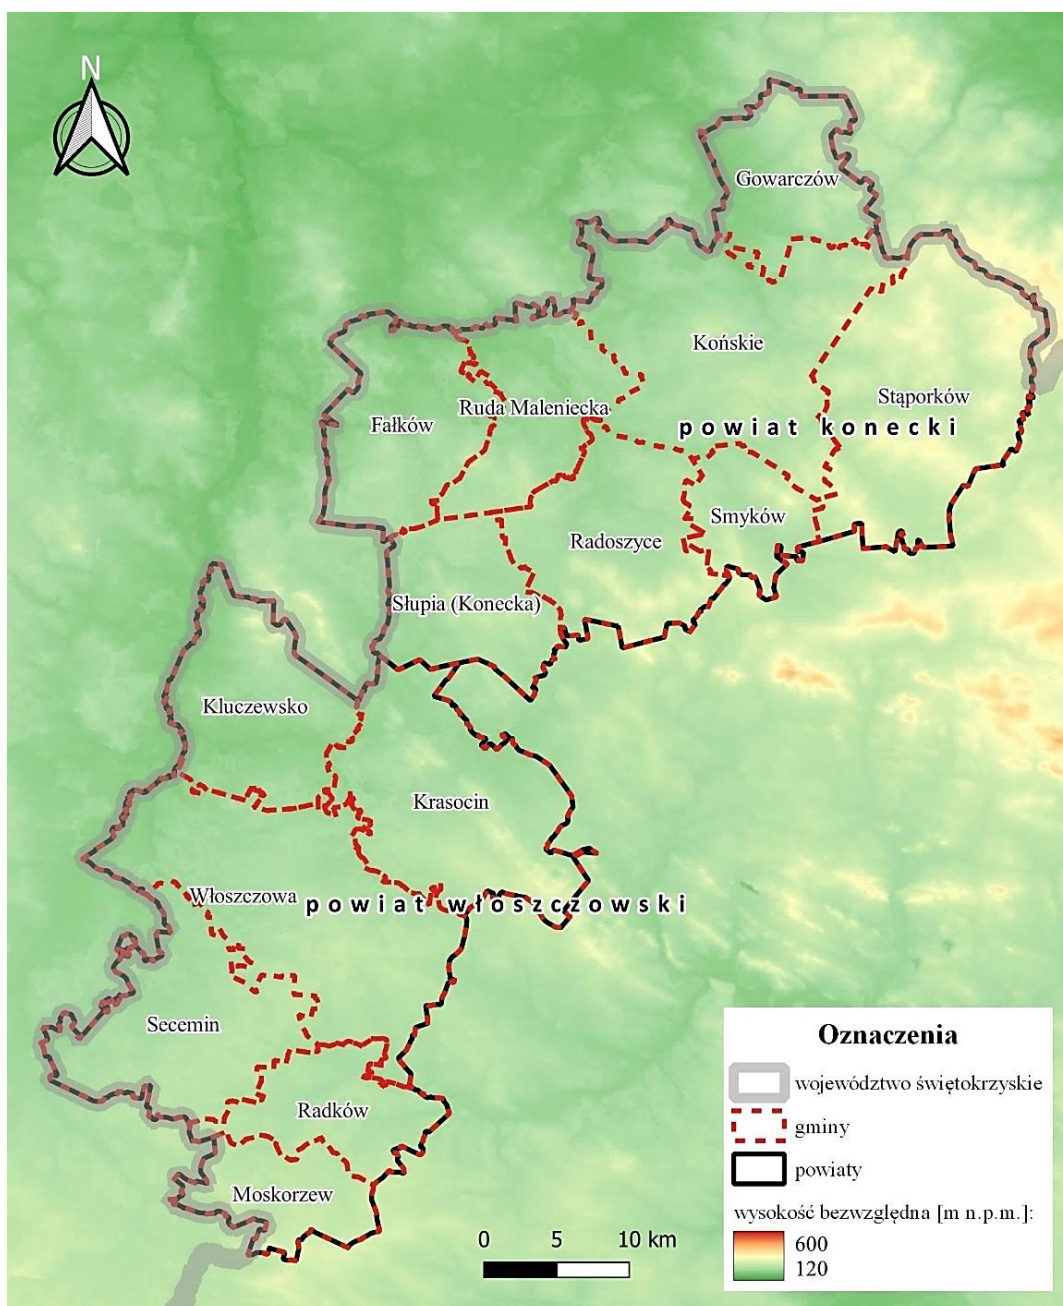 N
Gowarczów
Końskie
Stąporków
Ruda Maleniecka
Fałków
powiat konecki
Smyków
Radoszyce
Słupia (Konecka)
Kluczewsko
Krasocin
Włoszczowa
powiat włoszczowski
Secemin
Radków
Moskorzew
0 5 10 km
Oznaczenia
województwo świętokrzyskie
gminy
powiaty
wysokość bezwzględna [m n.p.m.]:
600
120